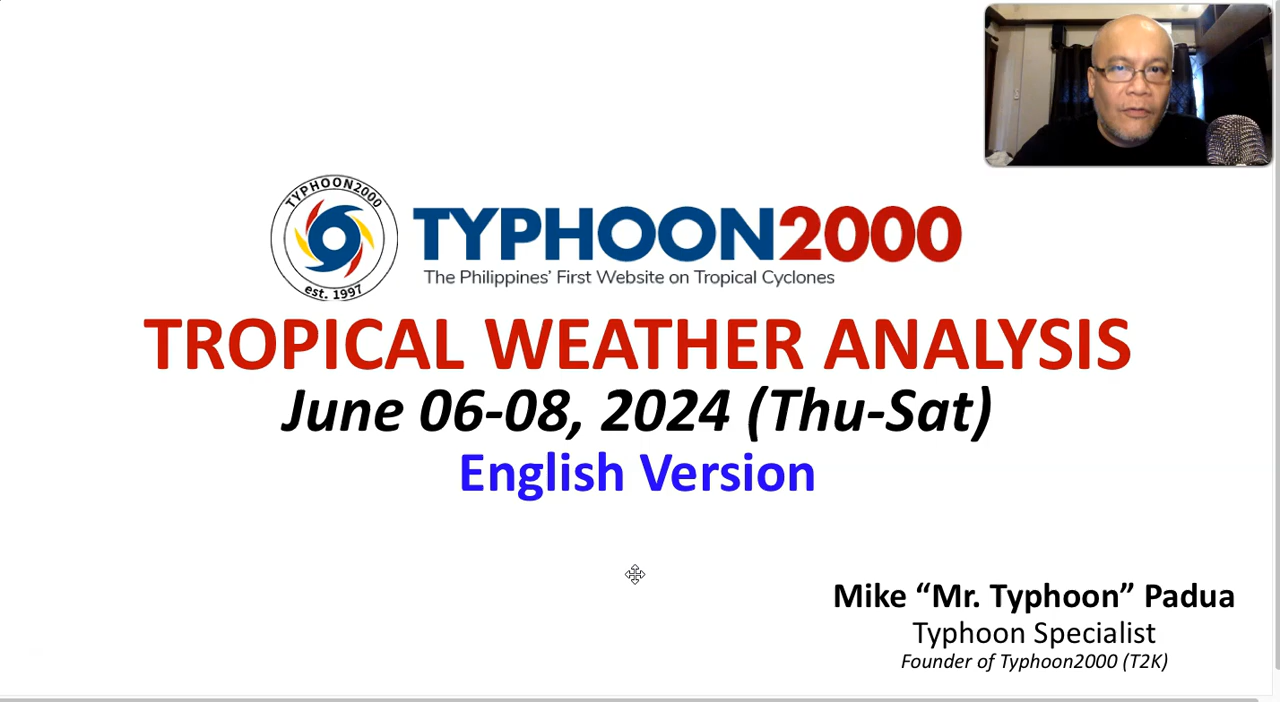 TYPHOON2000
est. 1997
TYPHOON2000
The Philippines' First Website on Tropical Cyclones
TROPICAL WEATHER ANALYSIS
June 06-08, 2024 (Thu-Sat)
English Version
Mike “Mr. Typhoon” Padua
Typhoon Specialist
Founder of Typhoon2000 (T2K)